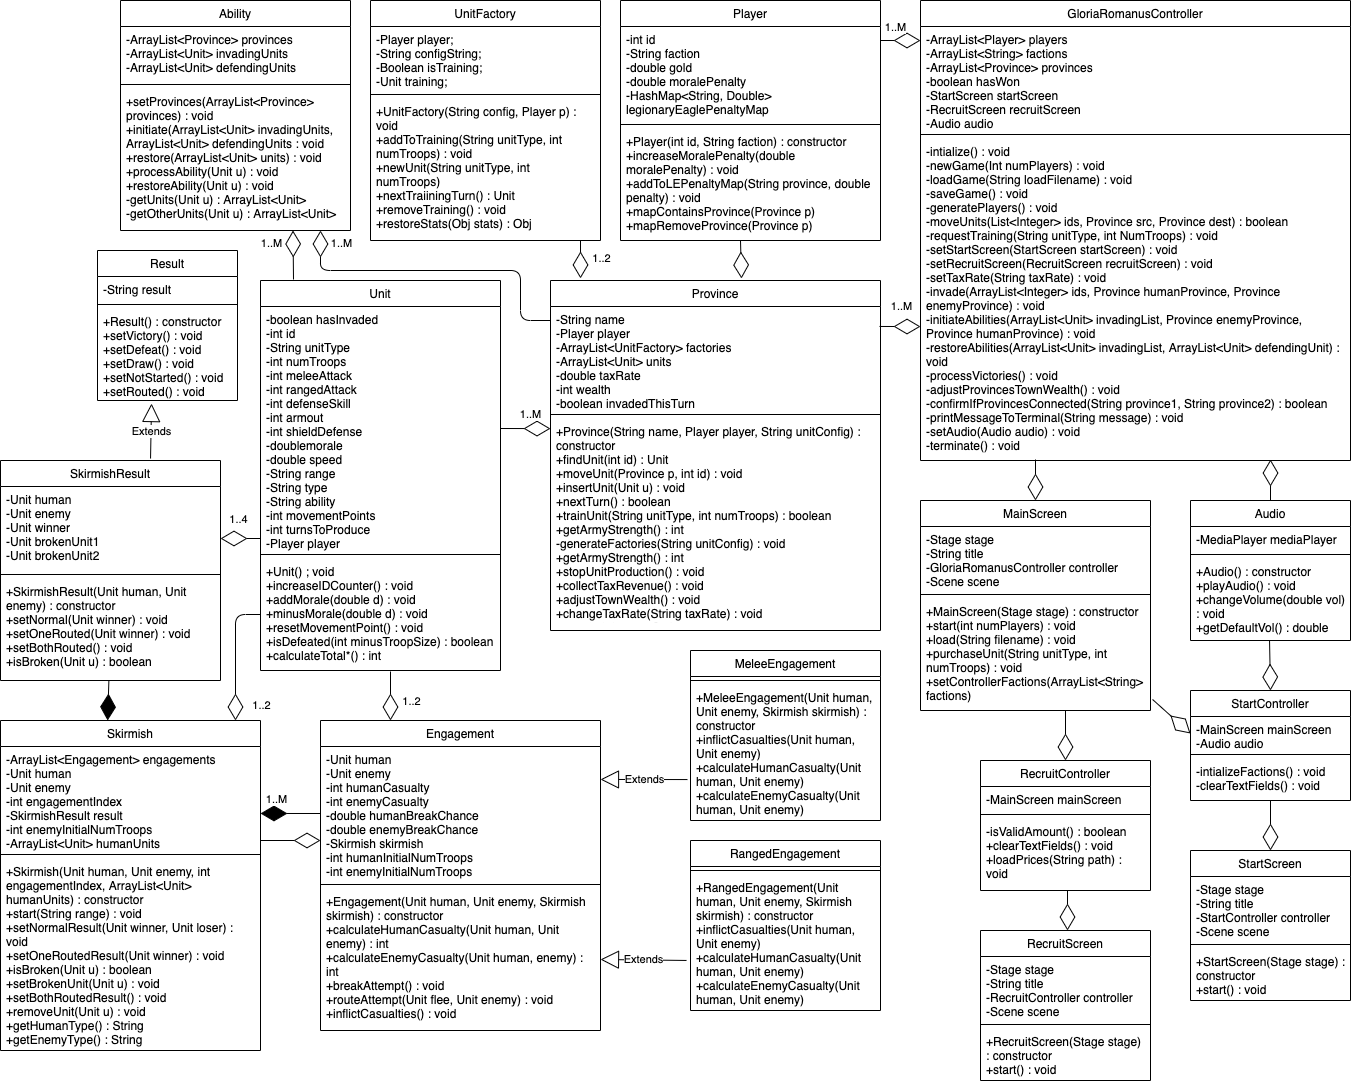 Ability
-ArrayList<Province> provinces
-ArrayList<Unit> invadingUnits
-ArrayList<Unit> defendingUnits
+setProvinces(ArrayList<Province>
provinces) : void
+initiate(ArrayList<Unit> invadingUnits,
ArrayList<Unit> defendingUnits : void
+restore(ArrayList<Unit> units) : void
+processAbility(Unit u) : void
+restoreAbility(Unit u) : void
-getUnits(Unit u) : ArrayList<Unit>
-getOtherUnits(Unit u) : ArrayList<Unit>
UnitFactory
-Player player;
-String configString;
-Boolean isTraining;
-Unit training;
+UnitFactory(String config, Player p) :
void
+addToTraining(String unitType, int
numTroops) : void
+newUnit(String unitType, int
numTroops)
+nextTraiiningTurn() : Unit
+removeTraining() : void
+restoreStats(Obj stats) : Obj
Player
-int id
-String faction
-double gold
-double moralePenalty
-HashMap<String, Double>
legionaryEaglePenaltyMap
+Player(int id, String faction) : constructor
+increaseMoralePenalty(double
moralePenalty) : void
+addToLEPenaltyMap(String province, double
penalty) : void
+mapContainsProvince(Province p)
+mapRemoveProvince(Province p)
1..M
GloriaRomanusController
-ArrayList<Player> players
-ArrayList<String> factions
-ArrayList<Province> provinces
-boolean hasWon
-StartScreen startScreen
-RecruitScreen recruitScreen
-Audio audio
-intialize() : void
-newGame(Int numPlayers) : void
-loadGame(String loadFilename) : void
-saveGame() : void
-generatePlayers() : void
-moveUnits(List<Integer> ids, Province src, Province dest) : boolean
-requestTraining(String unitType, int NumTroops) : void
-setStartScreen(StartScreen startScreen) : void
-setRecruitScreen(RecruitScreen recruitScreen) : void
-setTaxRate(String taxRate) : void
-invade(ArrayList<Integer> ids, Province humanProvince, Province
enemyProvince) : void
-initiateAbilities(ArrayList<Unit> invadingList, Province enemyProvince,
Province humanProvince) : void
-restoreAbilities(ArrayList<Unit> invadingList, ArrayList<Unit> defendingUnit) :
void
-processVictories() : void
-adjustProvincesTownWealth() : void
-confirmIfProvincesConnected(String province1, String province2) : boolean
-printMessageToTerminal(String message) : void
-setAudio(Audio audio) : void
-terminate() : void
1..M
1..M
1..2
1..M
Result
-String result
+Result() : constructor
+setVictory() : void
+setDefeat() : void
+setDraw() : void
+setNotStarted() : void
+setRouted() : void
Extends
Unit
-boolean hasInvaded
-int id
-String unitType
-int numTroops
-int meleeAttack
-int rangedAttack
-int defenseSkill
-int armout
-int shieldDefense
-doublemorale
-double speed
-String range
-String type
-String ability
-int movementPoints
-int turnsToProduce
-Player player
+Unit() ; void
+increaseIDCounter() : void
+addMorale(double d) : void
+minusMorale(double d) : void
+resetMovementPoint() : void
+isDefeated(int minusTroopSize) : boolean
+calculateTotal*() : int
1..M
Province
-String name
-Player player
-ArrayList<UnitFactory> factories
-ArrayList<Unit> units
-double taxRate
-int wealth
-boolean invadedThisTurn
+Province(String name, Player player, String unitConfig) :
constructor
+findUnit(int id) : Unit
+moveUnit(Province p, int id) : void
+insertUnit(Unit u) : void
+nextTurn() : boolean
+trainUnit(String unitType, int numTroops) : boolean
+getArmyStrength() : int
-generateFactories(String unitConfig) : void
+getArmyStrength() : int
+stopUnitProduction() : void
+collectTaxRevenue() : void
+adjustTownWealth() : void
+changeTaxRate(String taxRate) : void
SkirmishResult
-Unit human
-Unit enemy
-Unit winner
-Unit brokenUnit1
-Unit brokenUnit2
+SkirmishResult(Unit human, Unit
enemy) : constructor
+setNormal(Unit winner) : void
+setOneRouted(Unit winner) : void
+setBothRouted() : void
+isBroken(Unit u) : boolean
1..4
1..2
1..2
MainScreen
-Stage stage
-String title
-GloriaRomanusController controller
-Scene scene
+MainScreen(Stage stage) : constructor
+start(int numPlayers) : void
+load(String filename) : void
+purchaseUnit(String unitType, int
numTroops) : void
+setControllerFactions(ArrayList<String>
factions)
Audio
-MediaPlayer mediaPlayer
+Audio() : constructor
+playAudio() : void
+changeVolume(double vol)
: void
+getDefaultVol() : double
Skirmish
-ArrayList<Engagement> engagements
-Unit human
-Unit enemy
-int engagementIndex
-SkirmishResult result
-int enemyInitialNumTroops
-ArrayList<Unit> humanUnits
+Skirmish(Unit human, Unit enemy, int
engagementIndex, ArrayList<Unit>
humanUnits) : constructor
+start(String range) : void
+setNormalResult(Unit winner, Unit loser) :
void
+setOneRoutedResult(Unit winner) : void
+isBroken(Unit u) : boolean
+setBrokenUnit(Unit u) : void
+setBothRoutedResult() : void
+removeUnit(Unit u) : void
+getHumanType() : String
+getEnemyType() : String
1..M
Engagement
-Unit human
-Unit enemy
-int humanCasualty
-int enemyCasualty
-double humanBreakChance
-double enemyBreakChance
-Skirmish skirmish
-int humanInitialNumTroops
-int enemyInitialNumTroops
+Engagement(Unit human, Unit enemy, Skirmish
skirmish) : constructor
+calculateHumanCasualty(Unit human, Unit
enemy) : int
+calculateEnemyCasualty(Unit human, enemy) :
int
+breakAttempt() : void
+routeAttempt(Unit flee, Unit enemy) : void
+inflictCasualties() : void
Extends
Extends
MeleeEngagement
+MeleeEngagement(Unit human,
Unit enemy, Skirmish skirmish) :
constructor
+inflictCasualties(Unit human,
Unit enemy)
+calculateHumanCasualty(Unit
human, Unit enemy)
+calculateEnemyCasualty(Unit
human, Unit enemy)
RangedEngagement
+RangedEngagement(Unit
human, Unit enemy, Skirmish
skirmish) : constructor
+inflictCasualties(Unit human,
Unit enemy)
+calculateHumanCasualty(Unit
human, Unit enemy)
+calculateEnemyCasualty(Unit
human, Unit enemy)
RecruitController
-MainScreen mainScreen
-isValidAmount() : boolean
+clearTextFields() : void
+loadPrices(String path) :
void
StartController
-MainScreen mainScreen
-Audio audio
-intializeFactions() : void
-clearTextFields() : void
RecruitScreen
-Stage stage
-String title
-RecruitController controller
-Scene scene
+RecruitScreen(Stage stage)
: constructor
+start() : void
StartScreen
-Stage stage
-String title
-StartController controller
-Scene scene
+StartScreen(Stage stage) :
constructor
+start() : void